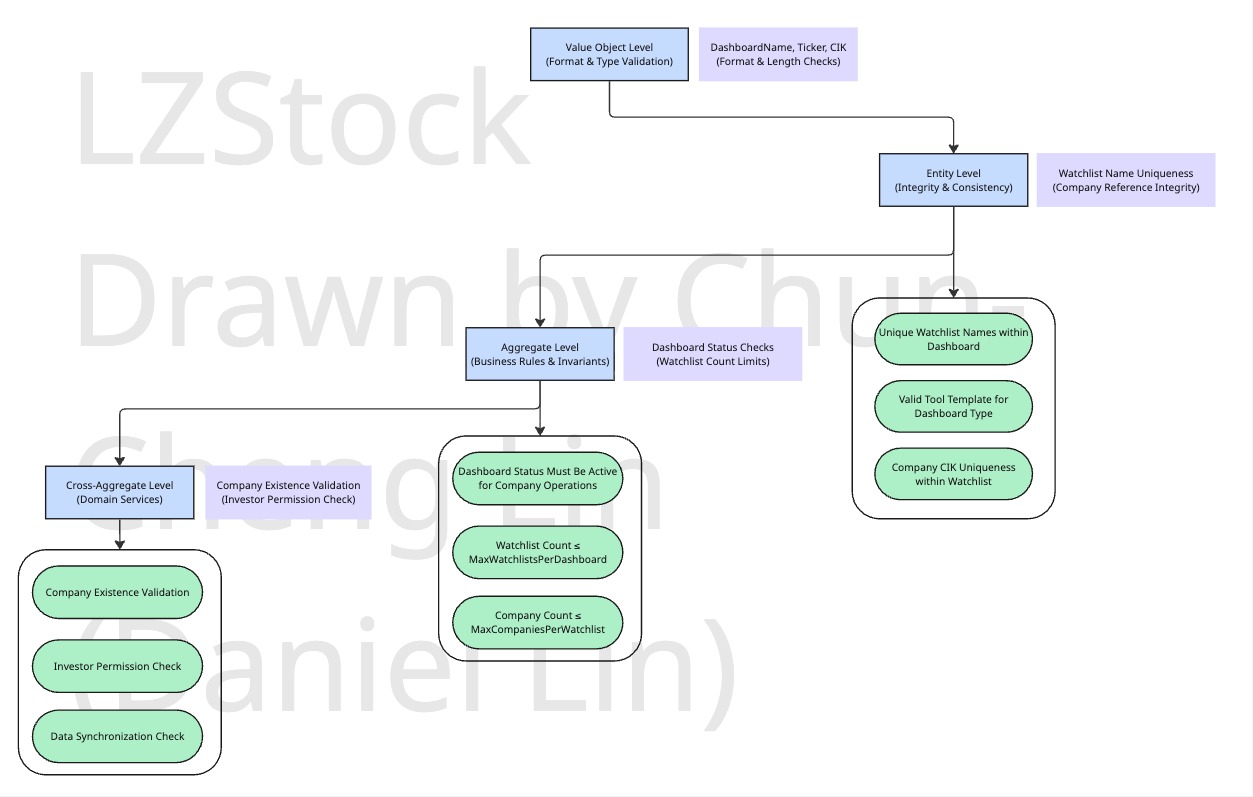 LZStock
Drawn by Chun-
Cheng Lin
(Daniel Lin)
Value Object Level
(Format & Type Validation)
DashboardName, Ticker, CIK
(Format & Length Checks)
Entity Level
(Integrity & Consistency)
Watchlist Name Uniqueness
(Company Reference Integrity)
Unique Watchlist Names within
Dashboard
Valid Tool Template for
Dashboard Type
Company CIK Uniqueness
within Watchlist
Aggregate Level
(Business Rules & Invariants)
Dashboard Status Checks
(Watchlist Count Limits)
Dashboard Status Must Be Active
for Company Operations
Watchlist Count ≤
MaxWatchlistsPerDashboard
Company Count ≤
MaxCompaniesPerWatchlist
Cross-Aggregate Level
(Domain Services)
Company Existence Validation
(Investor Permission Check)
Company Existence Validation
Investor Permission Check
Data Synchronization Check